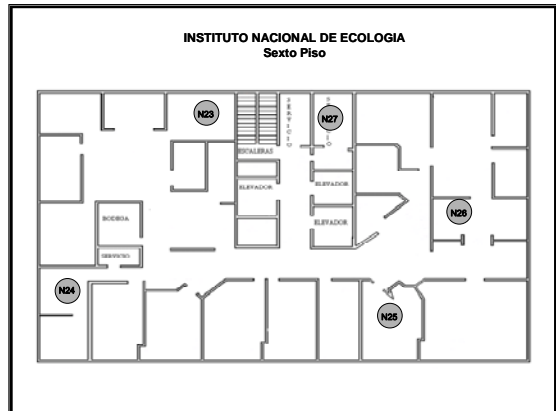 INSTITUTO NACIONAL DE ECOLOGIA
Sexto Piso
N23
N27
SERVICIO
ESCALERAS
ELEVADOR
ELEVADOR
ELEVADOR
N26
BODEGA
SERVICIO
N24
N25